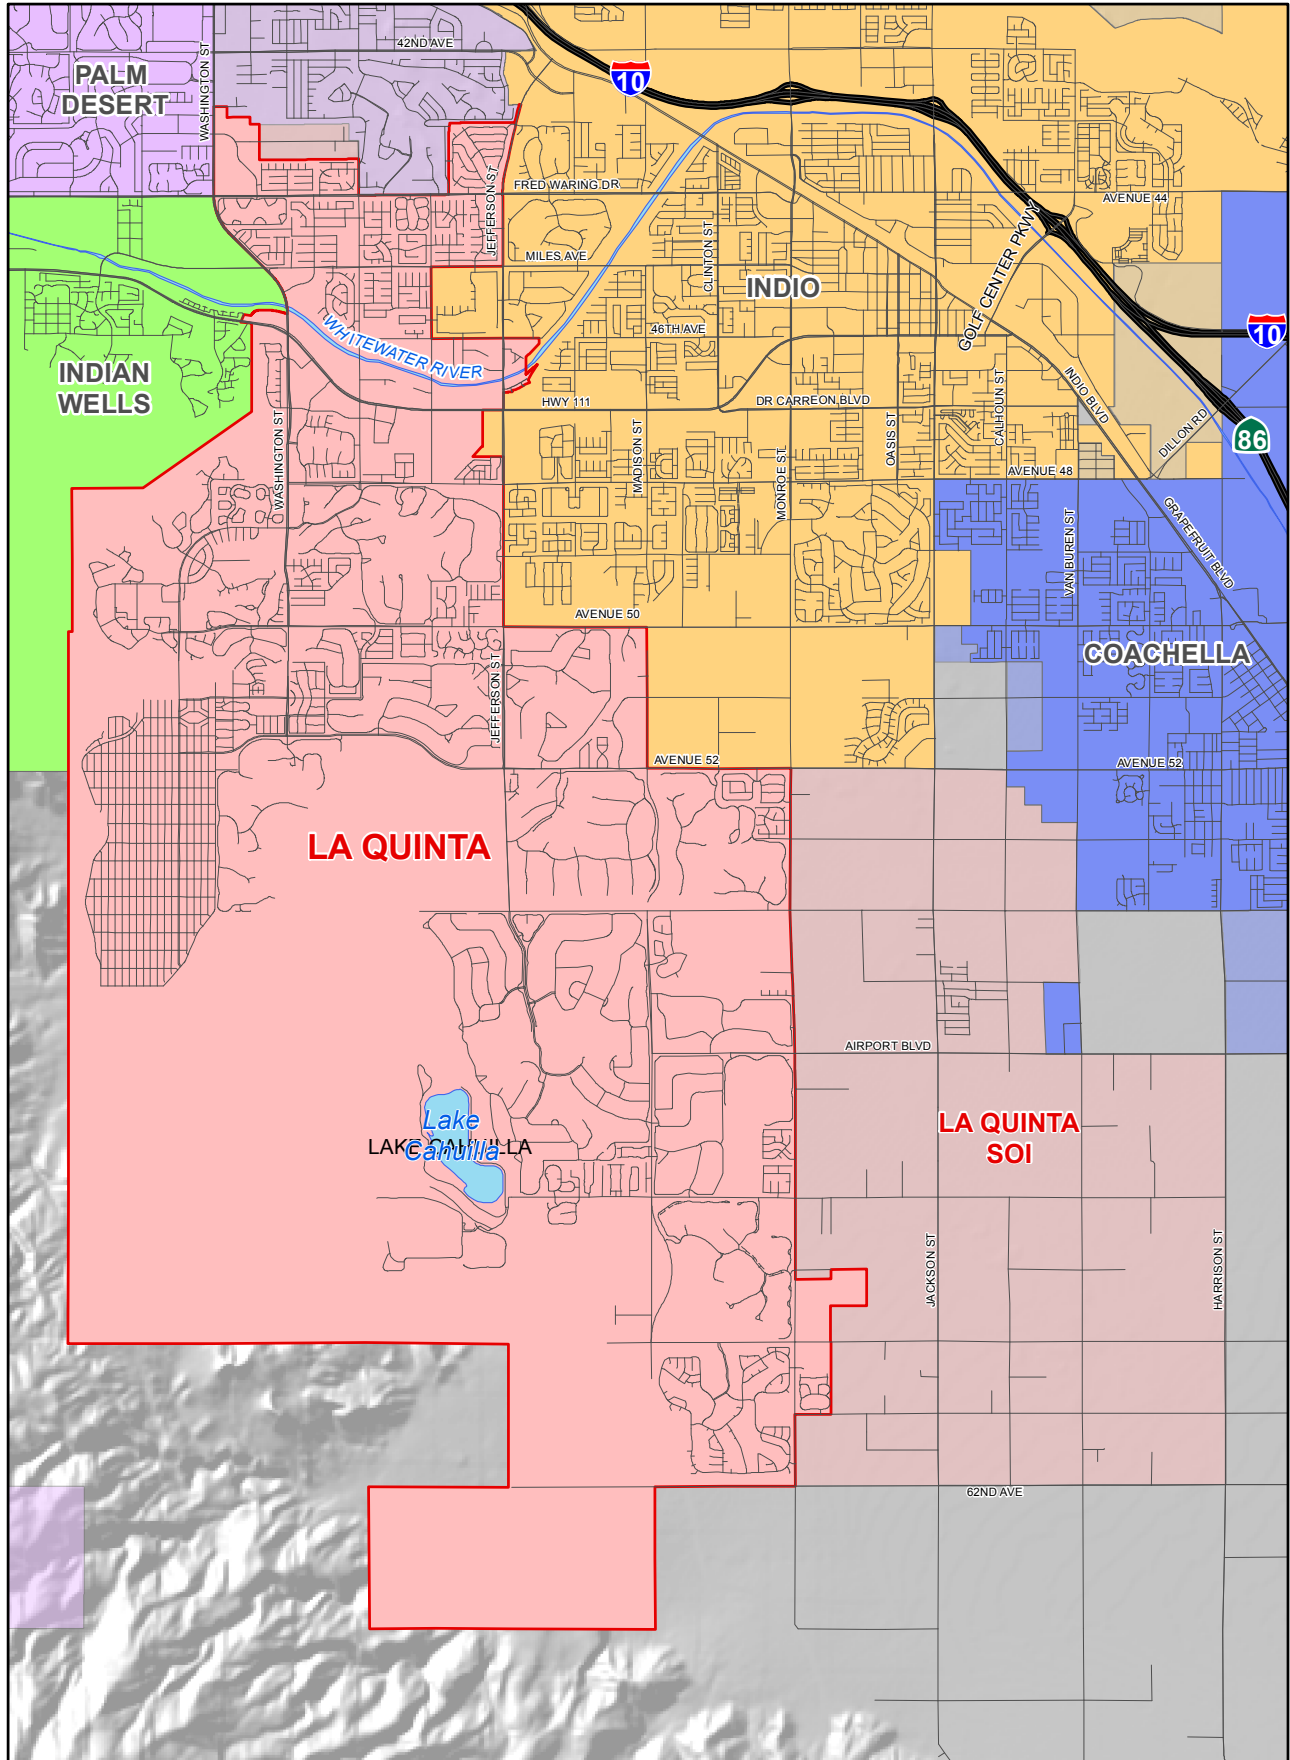 42ND AVE
PALM
DESERT
WASHINGTON ST
10
JEFFERSON ST
FRED WARING DR
AVENUE 44
MILES AVE
CLINTON ST
INDIO
GOLF CENTER PKWY
WHITEWATER RIVER
46TH AVE
10
INDIAN
WELLS
HWY 111
DR CARREON BLVD
INDIO BLVD
CALHOUN ST
OASIS ST
DILLON RD
86
WASHINGTON ST
MADISON ST
MONROE ST
AVENUE 48
GRAPEFRUIT BLVD
VAN BUREN ST
AVENUE 50
COACHELLA
JEFFERSON ST
AVENUE 52
AVENUE 52
LA QUINTA
AIRPORT BLVD
Lake
Cahuilla
LAKE CAHUILLA
LA QUINTA
SOI
JACKSON ST
HARRISON ST
62ND AVE